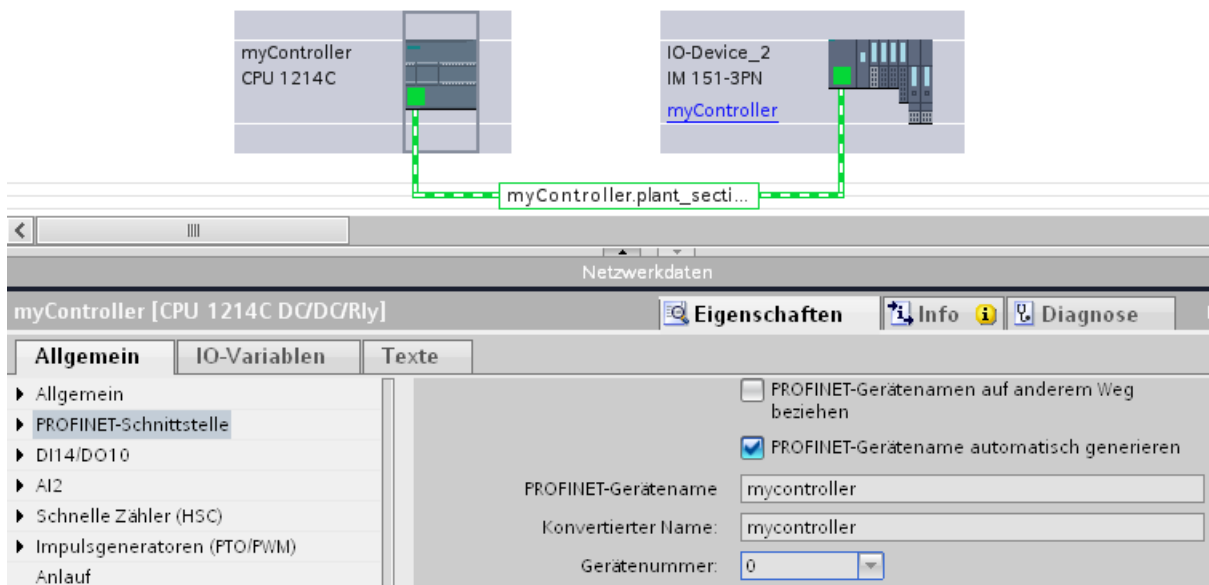 myController
CPU 1214C
IO-Device_2
IM 151-3PN
myController
myController.plant_secti...
Netzwerkdaten
myController [CPU 1214C DC/DC/Rly]
Eigenschaften
Info
Diagnose
Allgemein
IO-Variablen
Texte
Allgemein
PROFINET-Schnittstelle
DI14/DO10
AI2
Schnelle Zähler (HSC)
Impulsgeneratoren (PTO/PWM)
Anlauf
PROFINET-Gerätenamen auf anderem Weg
beziehen
PROFINET-Gerätename automatisch generieren
PROFINET-Gerätename
mycontroller
Konvertierter Name:
mycontroller
Gerätenummer:
0